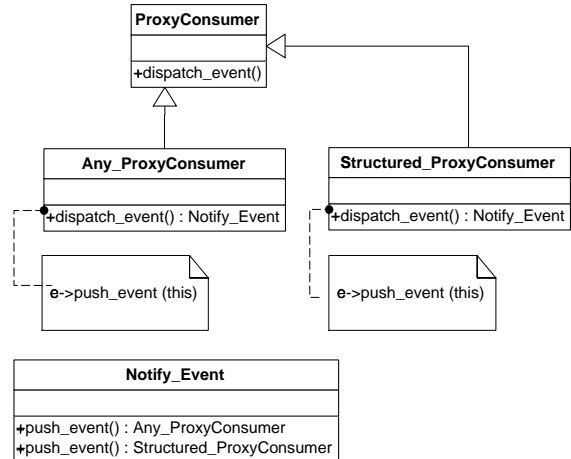 ProxyConsumer
+dispatch_event()
Any_ProxyConsumer
+dispatch_event() : Notify_Event
Structured_ProxyConsumer
+dispatch_event() : Notify_Event
e->push_event (this)
e->push_event (this)
Notify_Event
+push_event() : Any_ProxyConsumer
+push_event() : Structured_ProxyConsumer